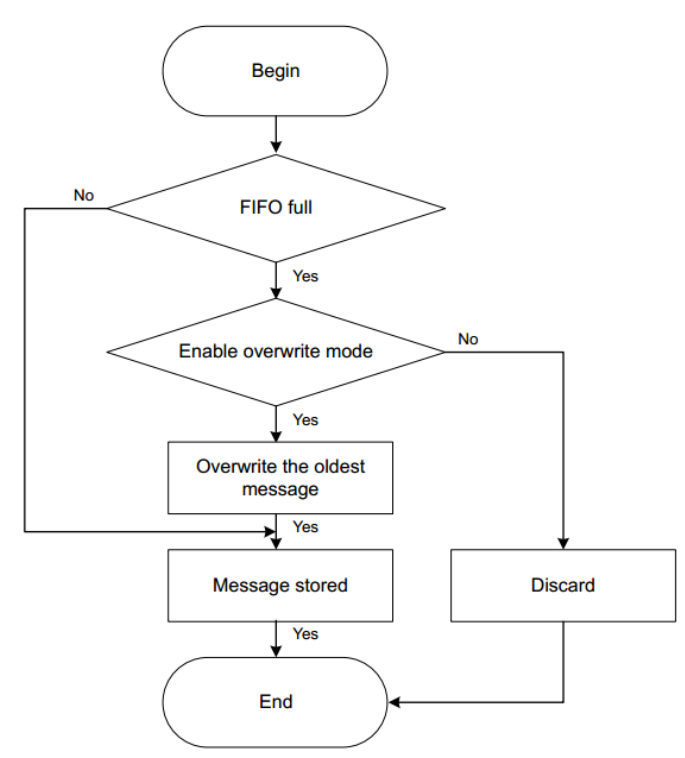 Begin
No
FIFO full
Yes
Enable overwrite mode
No
Yes
Overwrite the oldest
message
Yes
Message stored
Discard
Yes
End